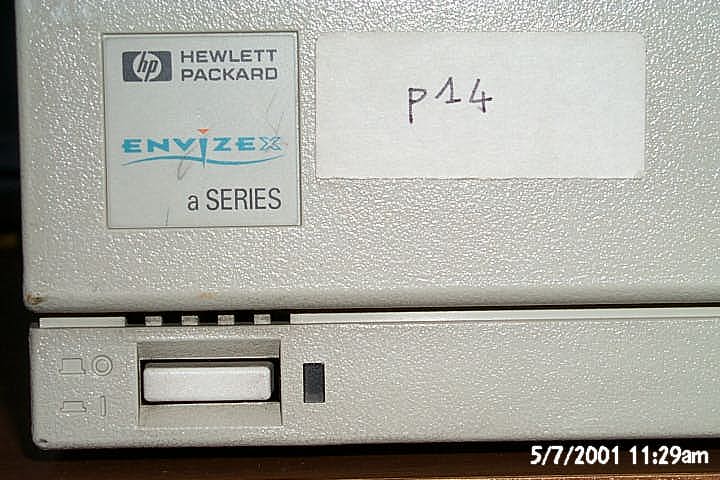 hp HEWLETT
PACKARD
ENVIZEX
a SERIES
p14
5/7/2001 11:29am